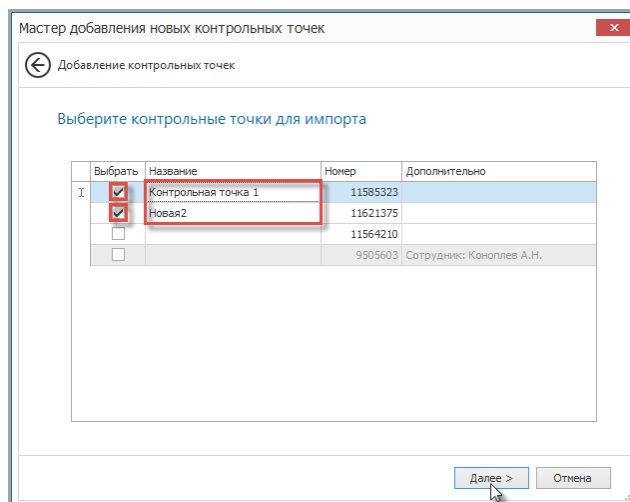 Мастер добавления новых контрольных точек
Добавление контрольных точек
Выберите контрольные точки для импорта
Выбрать Название Номер Дополнительно
Контрольная точка 1 11585323
Новая2 11621375
11564210
9505603 Сотрудник: Коноплев А.Н.
Далее > Отмена